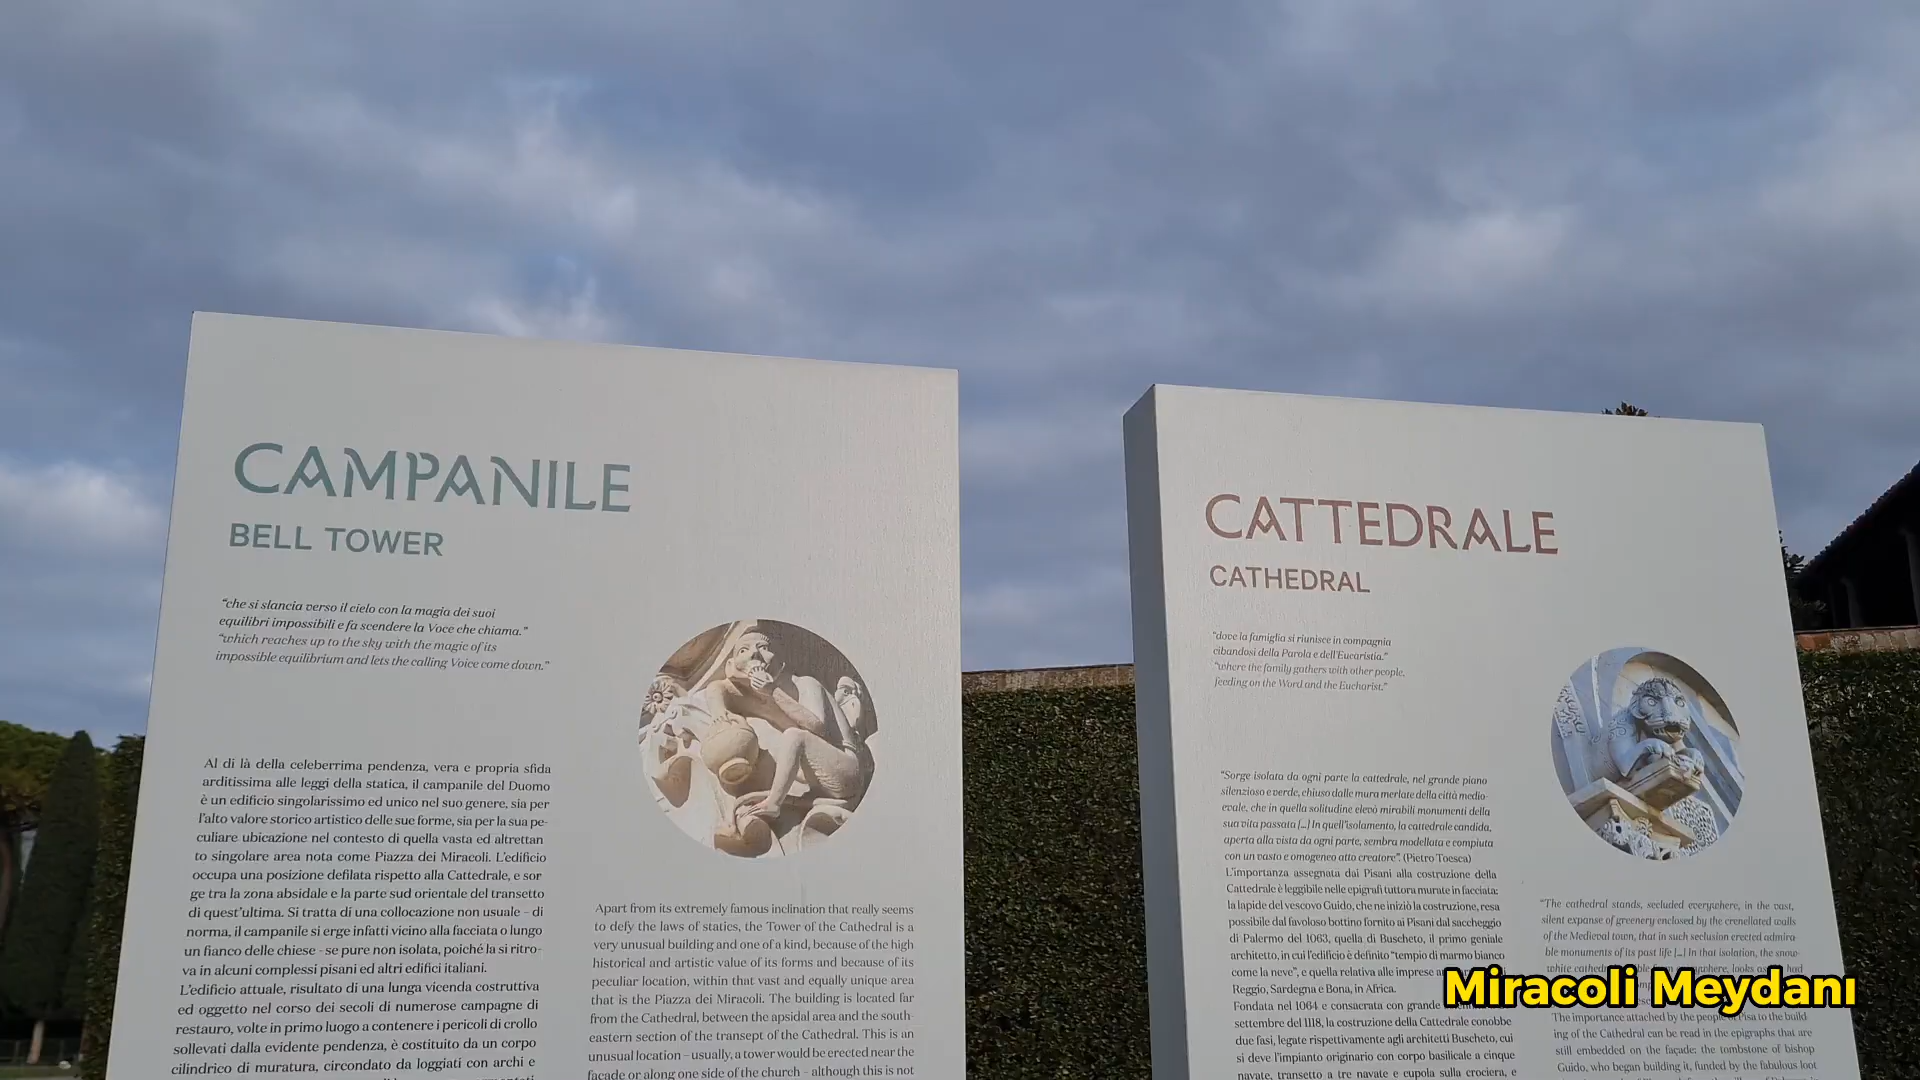 CAMPANILE
BELL TOWER
“che si slancia verso il cielo con la magia dei suoi
equilibri impossibili e fa scendere la Voce che chiama.”
“which reaches up to the sky with the magic of its
impossible equilibrium and lets the calling Voice come down.”
Al di là della celeberrima pendenza, vera e propria sfida
arditissima alle leggi della statica, il campanile del Duomo
è un edificio singolarissimo ed unico nel suo genere, sia per
l’alto valore storico artistico delle sue forme, sia per la sua pe-
culiare ubicazione nel contesto di quella vasta ed altrettan
to singolare area nota come Piazza dei Miracoli. L’edificio
occupa una posizione defilata rispetto alla Cattedrale, e sor
ge tra la zona absidale e la parte sud orientale del transetto
di quest’ultima. Si tratta di una collocazione non usuale – di
norma, il campanile si erge infatti vicino alla facciata o lungo
un fianco delle chiese – se pure non isolata, poiché la si ritro-
va in alcuni complessi pisani ed altri edifici italiani.
L’edificio attuale, risultato di una lunga vicenda costruttiva
ed oggetto nel corso dei secoli di numerose campagne di
restauro, volte in primo luogo a contenere i pericoli di crollo
sollevati dalla evidente pendenza, è costituito da un corpo
cilindrico di muratura, circondato da loggiati con archi e
Apart from its extremely famous inclination that really seems
to defy the laws of statics, the Tower of the Cathedral is a
very unusual building and one of a kind, because of the high
historical and artistic value of its forms and because of its
peculiar location, within that vast and equally unique area
that is the Piazza dei Miracoli. The building is located far
from the Cathedral, between the apsidal area and the south-
eastern section of the transept of the Cathedral. This is an
unusual location – usually, a tower would be erected near the
façade or along one side of the church – although this is not
CATTEDRALE
CATHEDRAL
“dove la famiglia si riunisce in compagnia
cibandosi della Parola e dell’Eucaristia.”
“where the family gathers with other people,
feeding on the Word and the Eucharist.”
“Sorge isolata da ogni parte la cattedrale, nel grande piano
silenzioso e verde, chiuso dalle mura merlate della città medio-
evale, che in quella solitudine elevò mirabili monumenti della
sua vita passata [...] In quell’isolamento, la cattedrale candida,
aperta alla vista da ogni parte, sembra modellata e compiuta
con un vasto e omogeneo atto creatore”. (Pietro Toesca)
L’importanza assegnata dai Pisani alla costruzione della
Cattedrale è leggibile nelle epigrafi tuttora murate in facciata:
la lapide del vescovo Guido, che ne iniziò la costruzione, resa
possibile dal favoloso bottino fornito ai Pisani dal saccheggio
di Palermo del 1063, quella di Buscheto, il primo geniale
architetto, in cui l’edificio è definito “tempio di marmo bianco
come la neve”, e quella relativa alle imprese
Reggio, Sardegna e Bona, in Africa.
Fondata nel 1064 e consacrata con grande
settembre del 1118, la costruzione della Cattedrale conobbe
due fasi, legate rispettivamente agli architetti Buscheto, cui
si deve l’impianto originario con corpo basilicale a cinque
navate, transetto a tre navate e cupola sulla crociera, e
“The cathedral stands, secluded everywhere, in the vast,
silent expanse of greenery enclosed by the crenellated walls
of the Medieval town, that in such seclusion erected admira
ble monuments of its past life [...] In that isolation, the snow-
white everywhere, looks had
The importance attached by the people of Pisa to the build
ing of the Cathedral can be read in the epigraphs that are
still embedded on the façade: the tombstone of bishop
Guido, who began building it, funded by the fabulous loot
Miracoli Meydanı